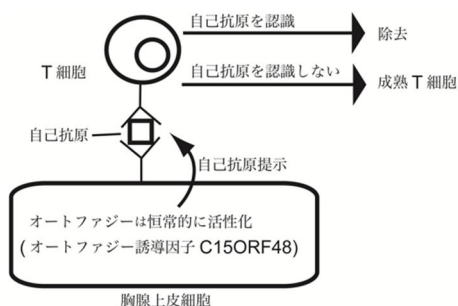 自己抗原を認識
除去
T 細胞
自己抗原を認識しない
成熟 T 細胞
自己抗原
自己抗原提示
オートファジーは恒常的に活性化
( オートファジー誘導因子 C15ORF48)
胸腺上皮細胞